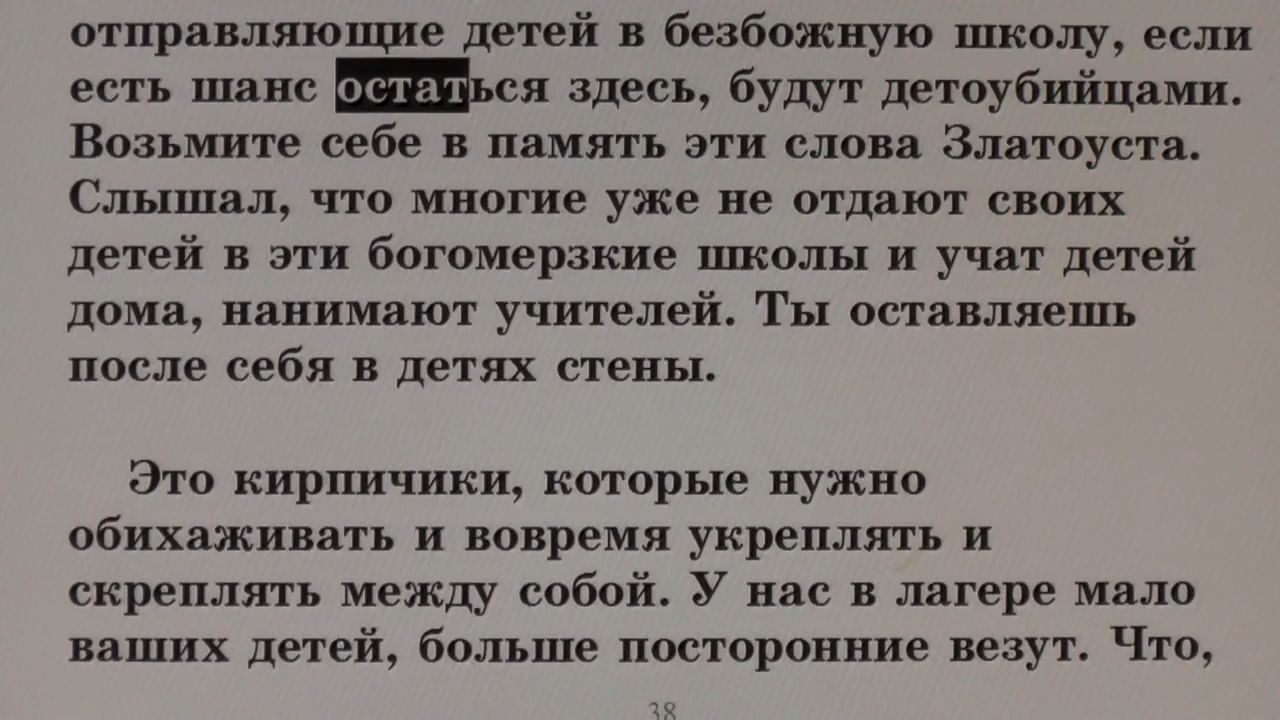 отправляющие детей в безбожную школу, если
есть шанс остаться здесь, будут детоубийцами.
Возьмите себе в память эти слова Златоуста.
Слышал, что многие уже не отдают своих
детей в эти богомерзкие школы и учат детей
дома, нанимают учителей. Ты оставляешь
после себя в детях стены.
Это кирпичики, которые нужно
обихаживать и вовремя укреплять и
скреплять между собой. У нас в лагере мало
ваших детей, больше посторонние везут. Что,
38